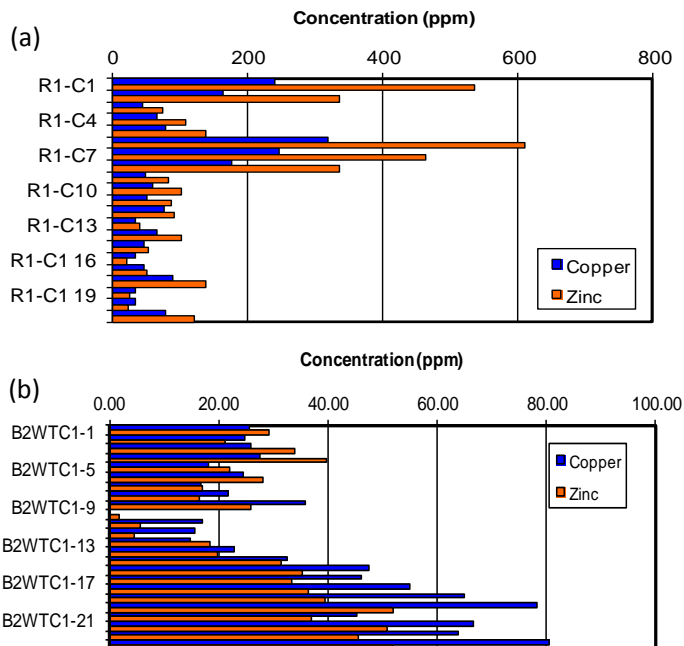 (a)
Concentration (ppm)
0 200 400 600 800
R1-C1
R1-C4
R1-C7
R1-C10
R1-C13
R1-C1 16
R1-C1 19
Copper
Zinc
(b)
Concentration (ppm)
0.00 20.00 40.00 60.00 80.00 100.00
B2WTC1-1
B2WTC1-5
B2WTC1-9
B2WTC1-13
B2WTC1-17
B2WTC1-21
Copper
Zinc